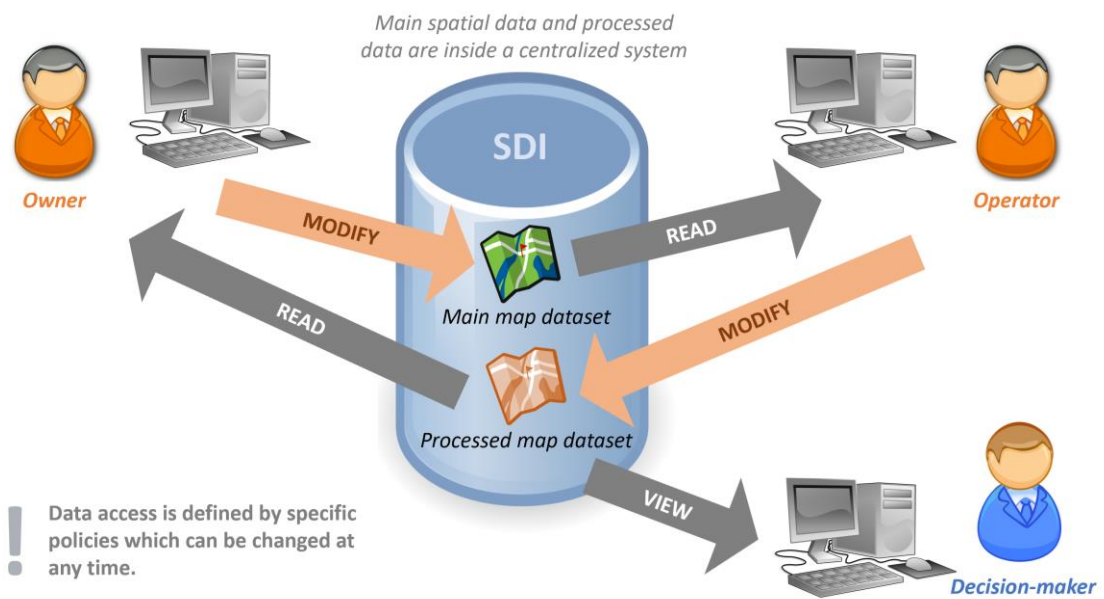 Main spatial data and processed
data are inside a centralized system
SDI
Owner
Operator
MODIFY
READ
Main map dataset
READ
MODIFY
Processed map dataset
VIEW
! Data access is defined by specific
policies which can be changed at
any time.
Decision-maker